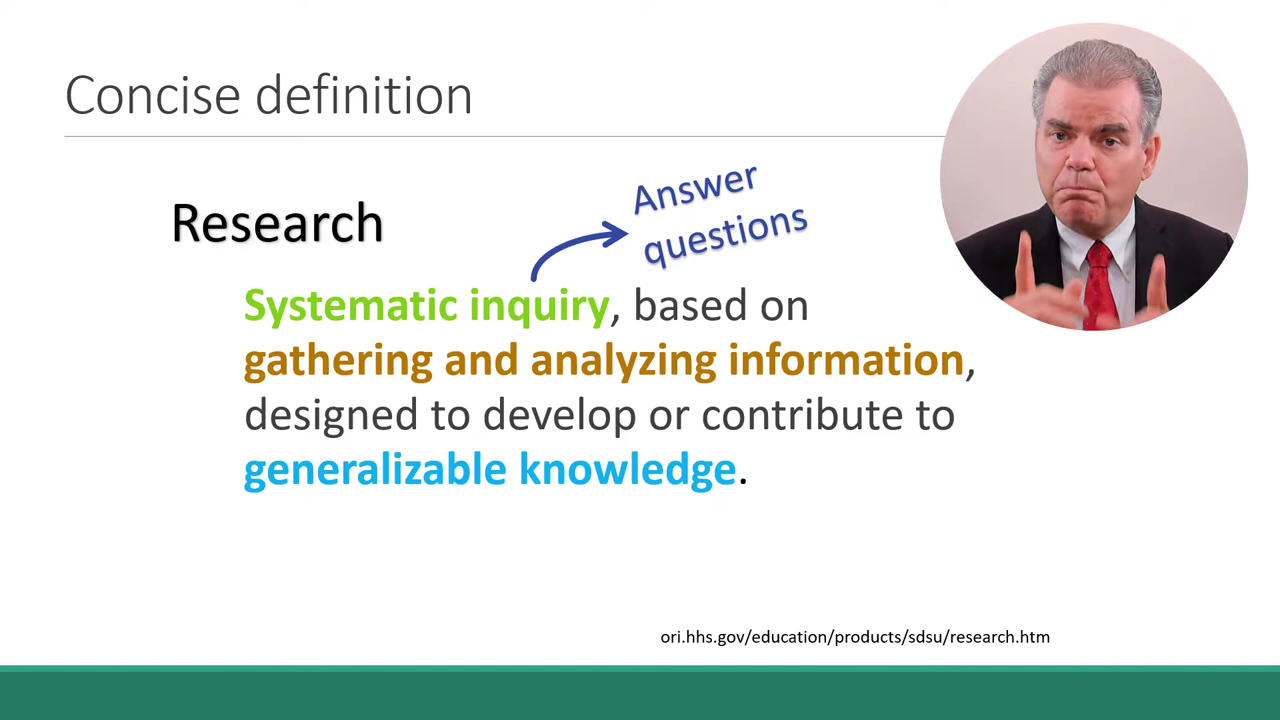 Concise definition
Research
Answer
questions
Systematic inquiry, based on
gathering and analyzing information,
designed to develop or contribute to
generalizable knowledge.
ori.hhs.gov/education/products/sdsu/research.htm